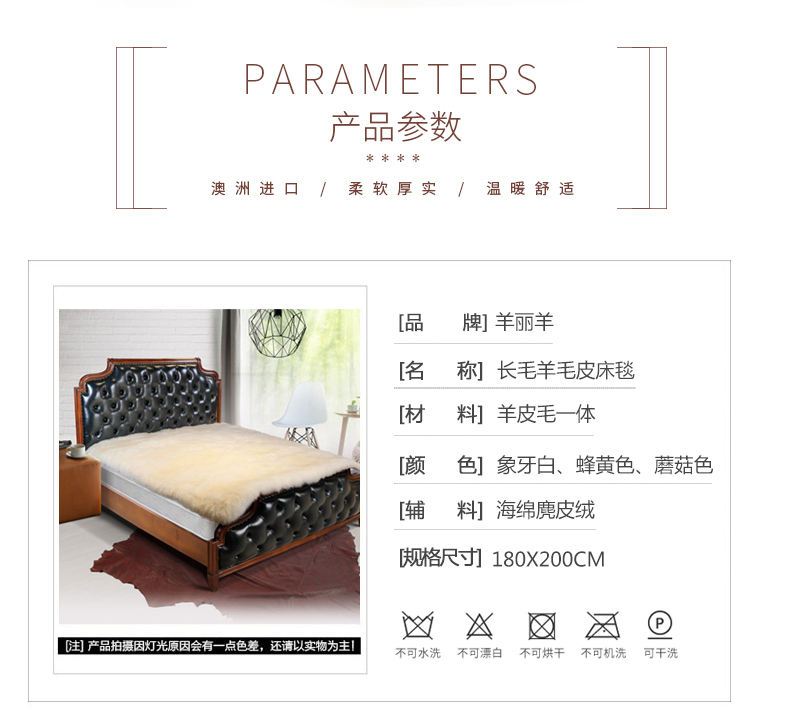 PARAMETERS
产品参数
****
澳洲进口 / 柔软厚实 / 温暖舒适
[品 牌] 羊丽羊
[名 称] 长毛羊毛皮床毯
[材 料] 羊皮毛一体
[颜 色] 象牙白、蜂黄色、蘑菇色
[辅 料] 海绵麂皮绒
[规格尺寸] 180X200CM
[注] 产品拍摄因灯光原因会有一点色差，还请以实物为主!
P
不可水洗 不可漂白 不可烘干 不可机洗 可干洗